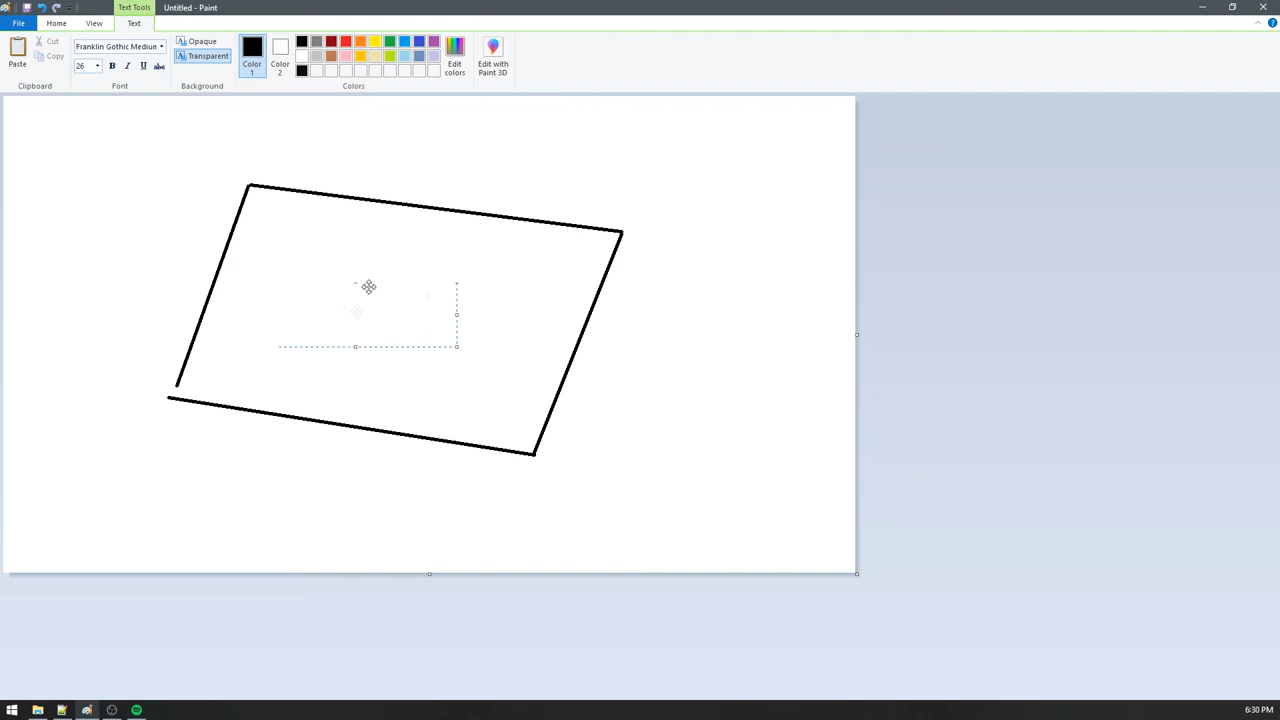 Text Tools
Untitled - Paint
File
Home
View
Text
Paste
Cut
Copy
Clipboard
Franklin Gothic Medium
26
B I U abc
Font
Opaque
Transparent
Background
Color 1
Color 2
Edit colors
Colors
Edit with Paint 3D
6:30 PM